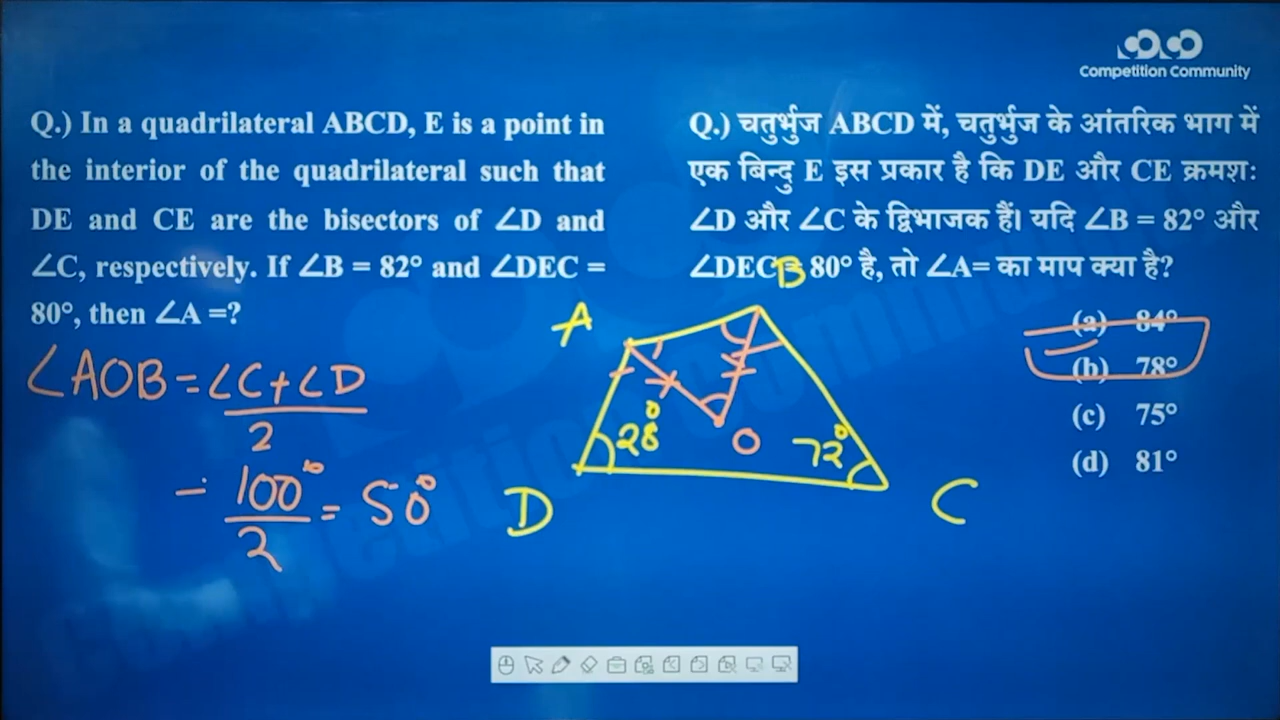 Competition Community
Q.) In a quadrilateral ABCD, E is a point in
the interior of the quadrilateral such that
DE and CE are the bisectors of ∠D and
∠C, respectively. If ∠B = 82° and ∠DEC =
80°, then ∠A =?
Q.) चतुर्भुज ABCD में, चतुर्भुज के आंतरिक भाग में
एक बिन्दु E इस प्रकार है कि DE और CE क्रमश:
∠D और ∠C के द्विभाजक हैं। यदि ∠B = 82° और
∠DEC = 80° है, तो ∠A= का माप क्या है?
(a) 84°
(b) 78°
(c) 75°
(d) 81°
∠AOB = ∠C + ∠D
2
100°
2
= 50°
A
B
28°
O
72°
D
C